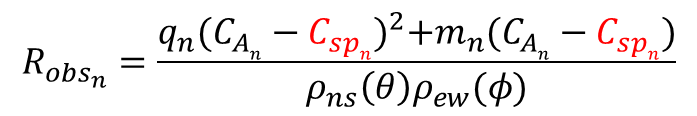 R_{obs_n} = \frac{q_n(C_{A_n} - C_{sp_n})^2 + m_n(C_{A_n} - C_{sp_n})}{\rho_{ns}(\theta)\rho_{ew}(\phi)}